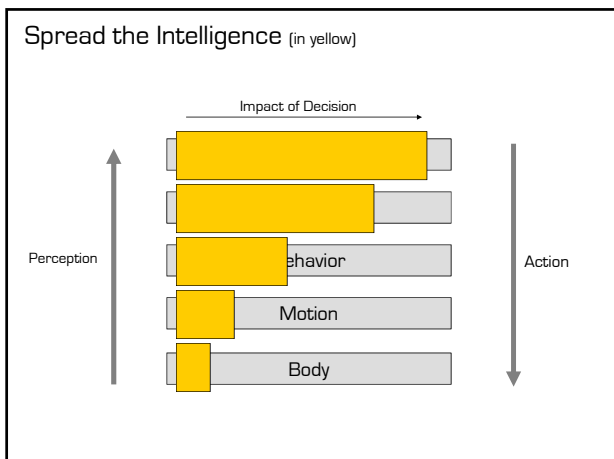 Spread the Intelligence (in yellow)
Impact of Decision
Perception
ehavior
Action
Motion
Body